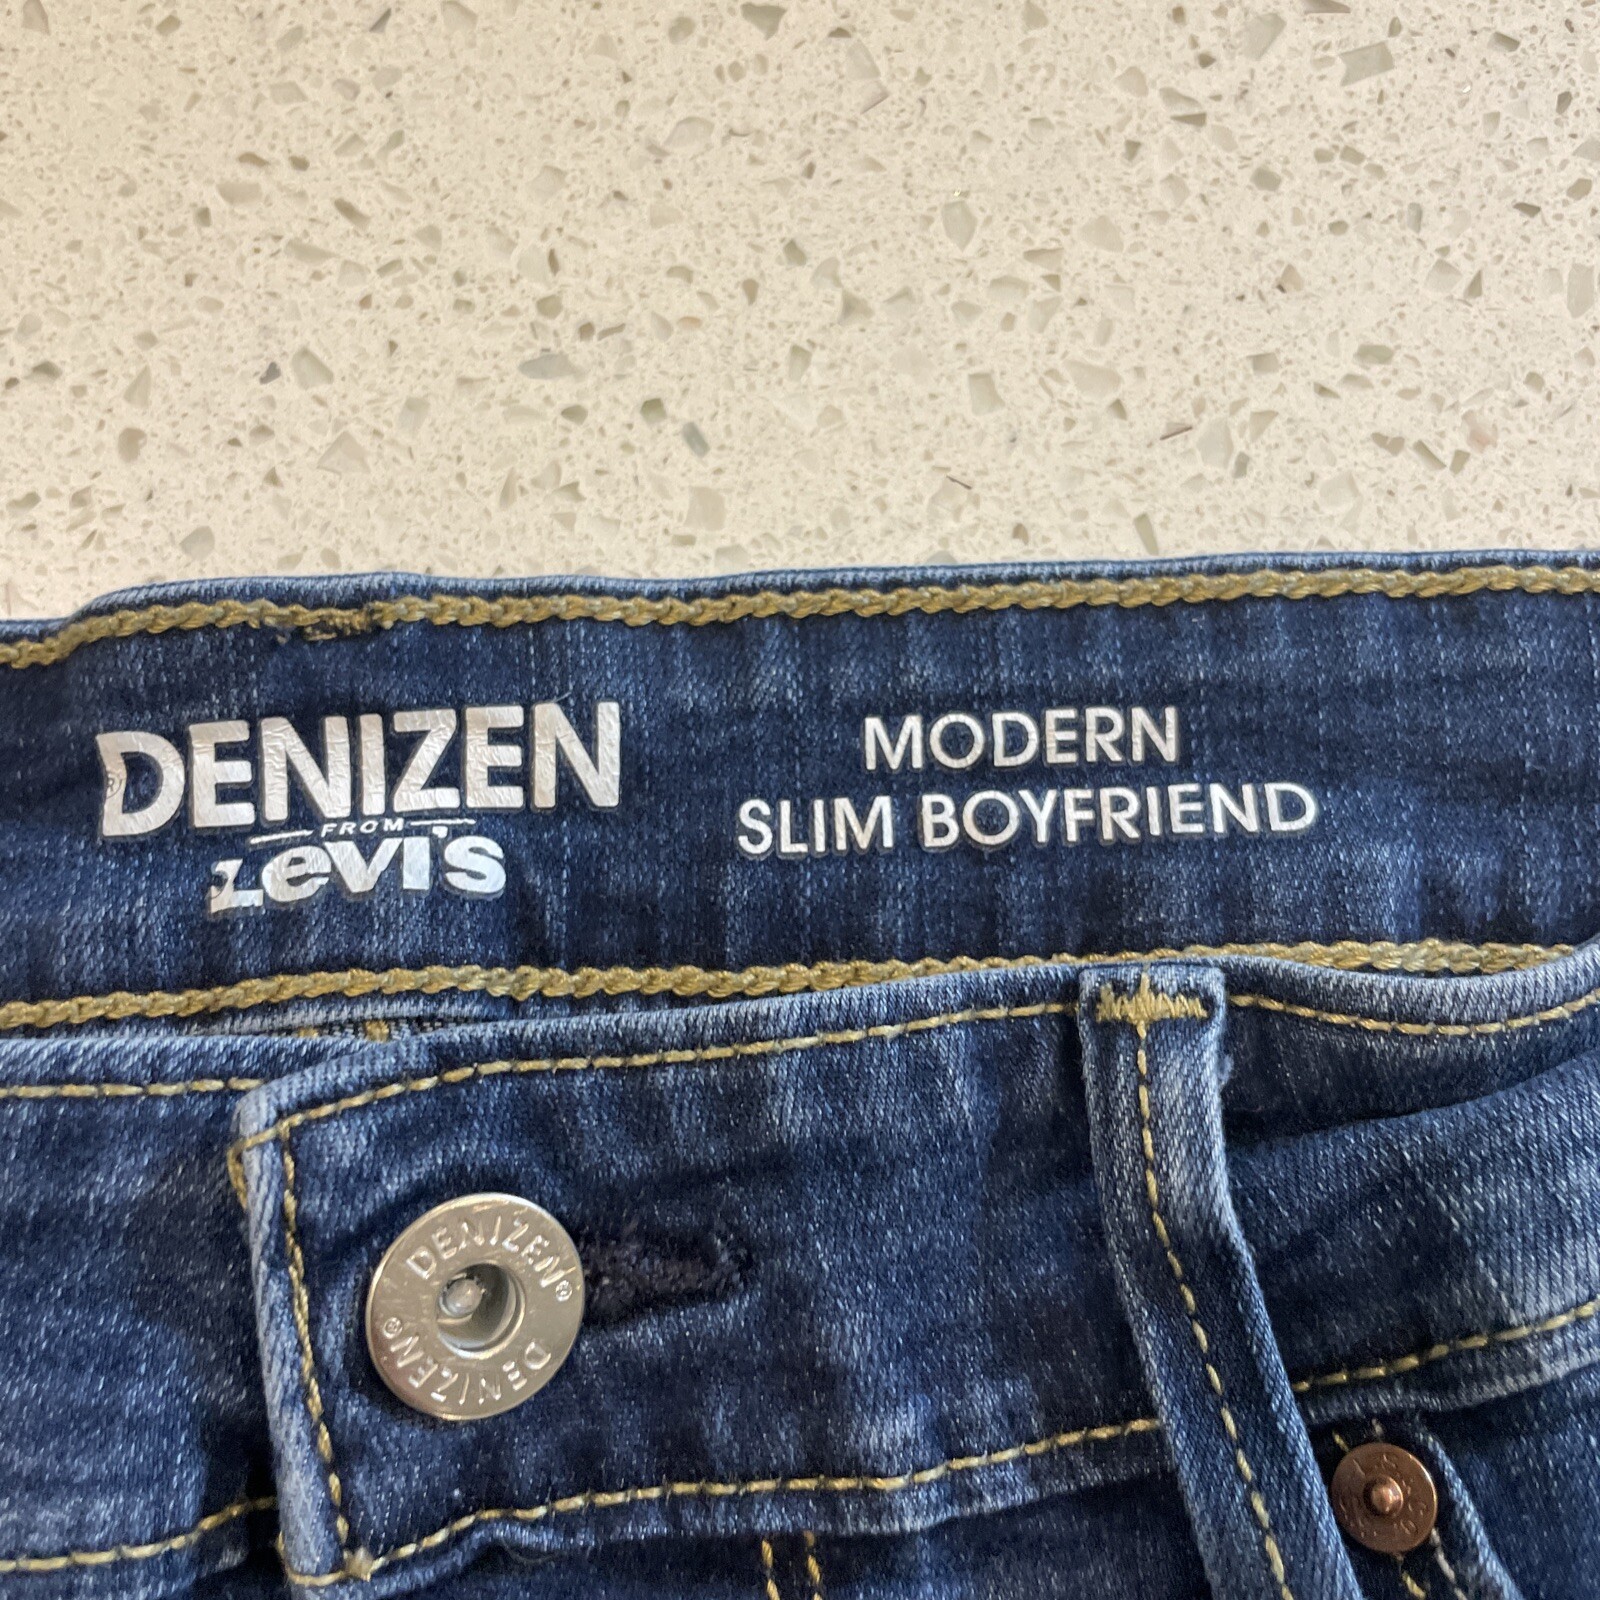 DENIZEN®
FROM
Levi's
MODERN
SLIM BOYFRIEND
DENIZEN®
DENIZEN®